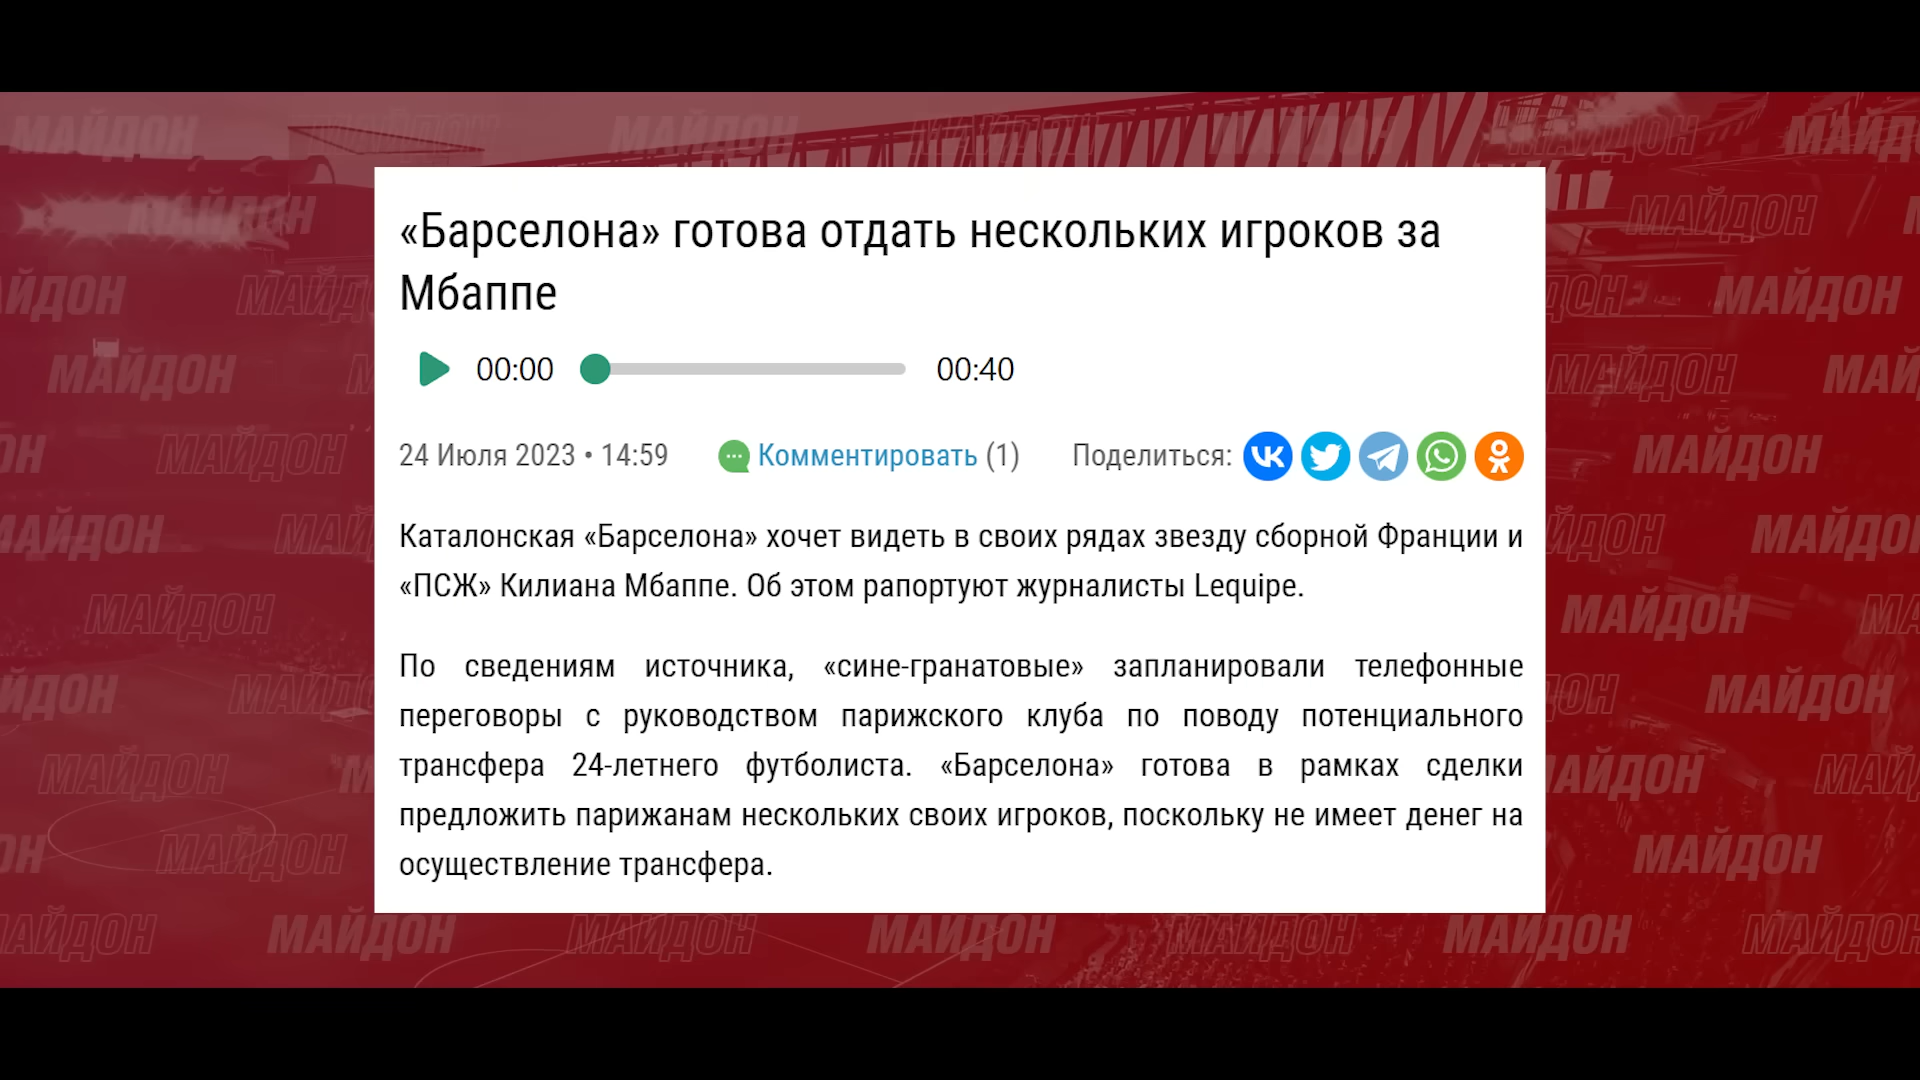 «Барселона» готова отдать нескольких игроков за
Мбаппе
00:00 00:40
24 Июля 2023 • 14:59 Комментировать (1) Поделиться:
Каталонская «Барселона» хочет видеть в своих рядах звезду сборной Франции и
«ПСЖ» Килиана Мбаппе. Об этом рапортуют журналисты Lequipe.
По сведениям источника, «сине-гранатовые» запланировали телефонные
переговоры с руководством парижского клуба по поводу потенциального
трансфера 24-летнего футболиста. «Барселона» готова в рамках сделки
предложить парижанам нескольких своих игроков, поскольку не имеет денег на
осуществление трансфера.
МАЙДОН